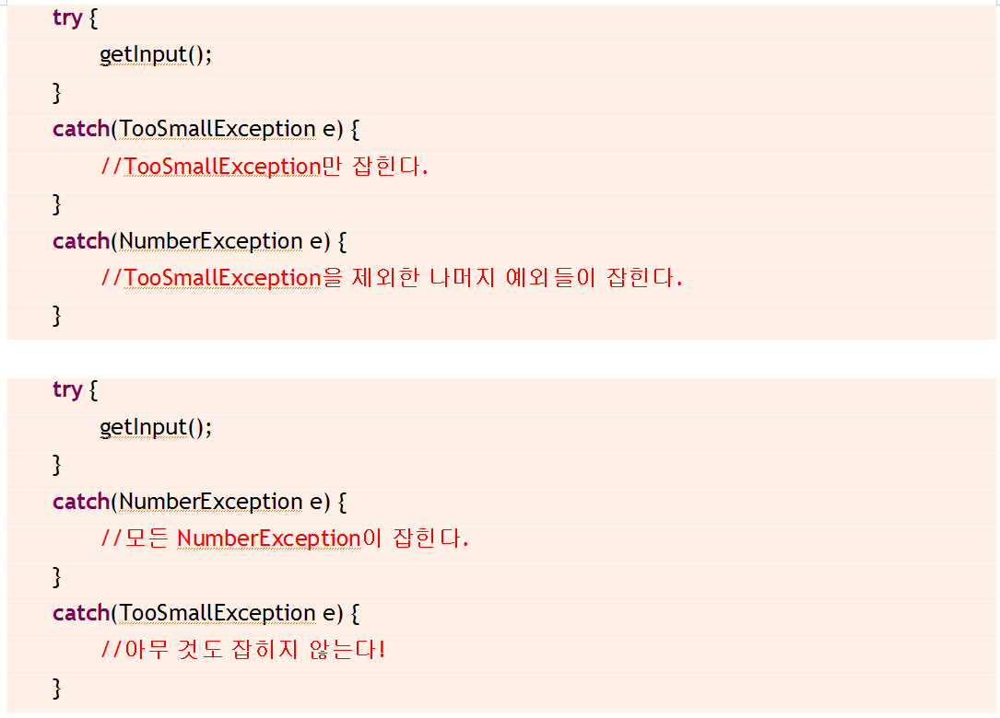 try {
getInput();
}
catch(TooSmallException e) {
//TooSmallException만 잡힌다.
}
catch(NumberException e) {
//TooSmallException을 제외한 나머지 예외들이 잡힌다.
}
try {
getInput();
}
catch(NumberException e) {
//모든 NumberException이 잡힌다.
}
catch(TooSmallException e) {
//아무 것도 잡히지 않는다!
}